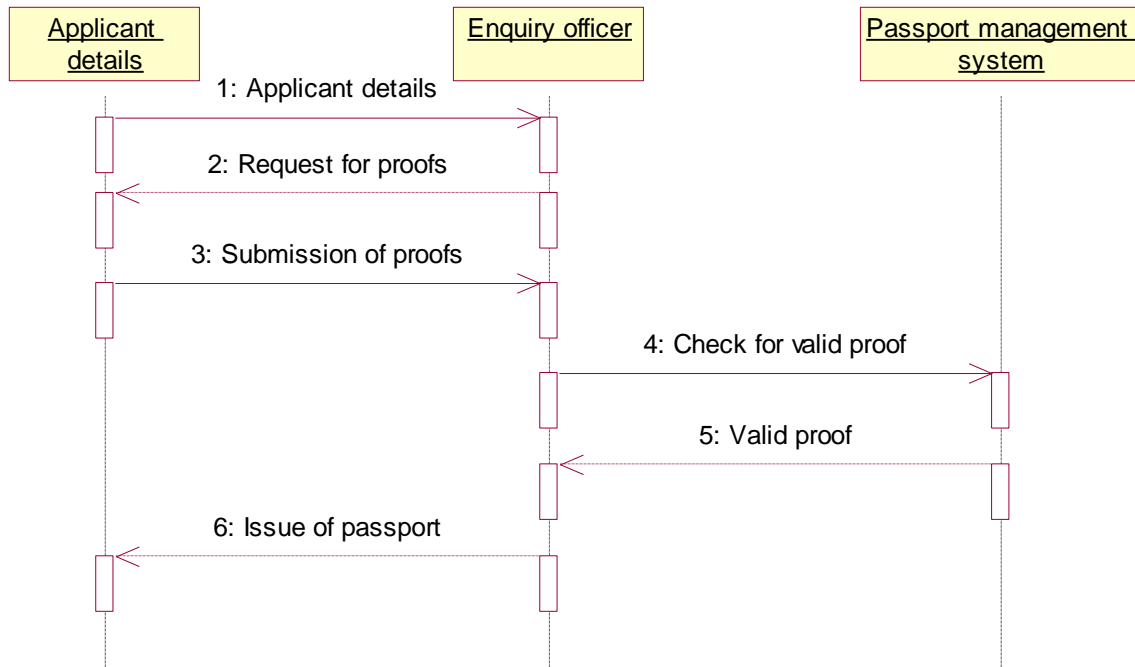 Applicant
details
Enquiry officer
Passport management
system
1: Applicant details
2: Request for proofs
3: Submission of proofs
4: Check for valid proof
5: Valid proof
6: Issue of passport